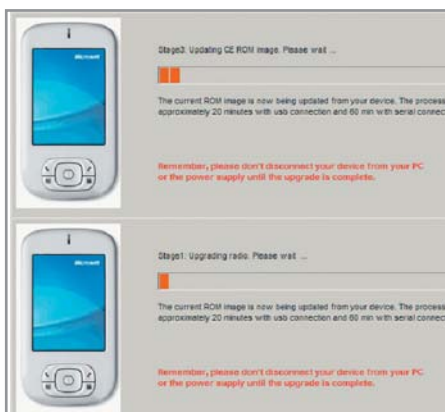 Microsoft
Stage3: Updating CE ROM image. Please wait ...
The current ROM image is now being updated from your device. The process
approximately 20 minutes with usb connection and 60 min with serial connec
Remember, please don't disconnect your device from your PC
or the power supply until the upgrade is complete.
Microsoft
Stage1: Upgrading radio. Please wait ...
The current ROM image is now being updated from your device. The process
approximately 20 minutes with usb connection and 60 min with serial connec
Remember, please don't disconnect your device from your PC
or the power supply until the upgrade is complete.